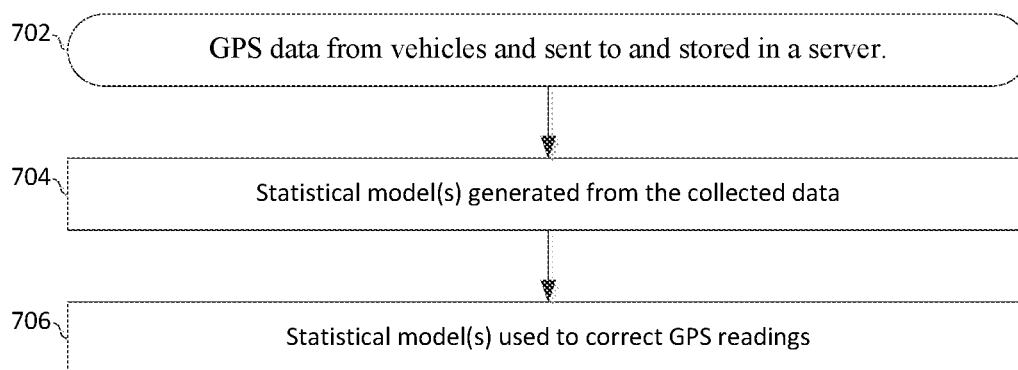 702
GPS data from vehicles and sent to and stored in a server.
704
Statistical model(s) generated from the collected data
706
Statistical model(s) used to correct GPS readings